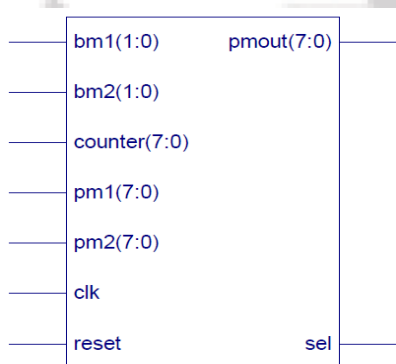 bm1(1:0) pmout(7:0)
bm2(1:0)
counter(7:0)
pm1(7:0)
pm2(7:0)
clk
reset sel